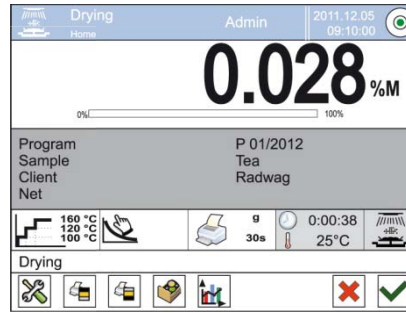 Drying Admin 2011.12.05
Home 09:10:00
0.028 %M
0% 100%
Program P 01/2012
Sample Tea
Client Radwag
Net
160 °C
120 °C
100 °C
g
30s
0:00:38
25°C
Drying